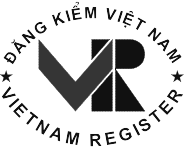 ĐĂNG KIỂM VIỆT NAM
VR
★ VIETNAM REGISTER ★